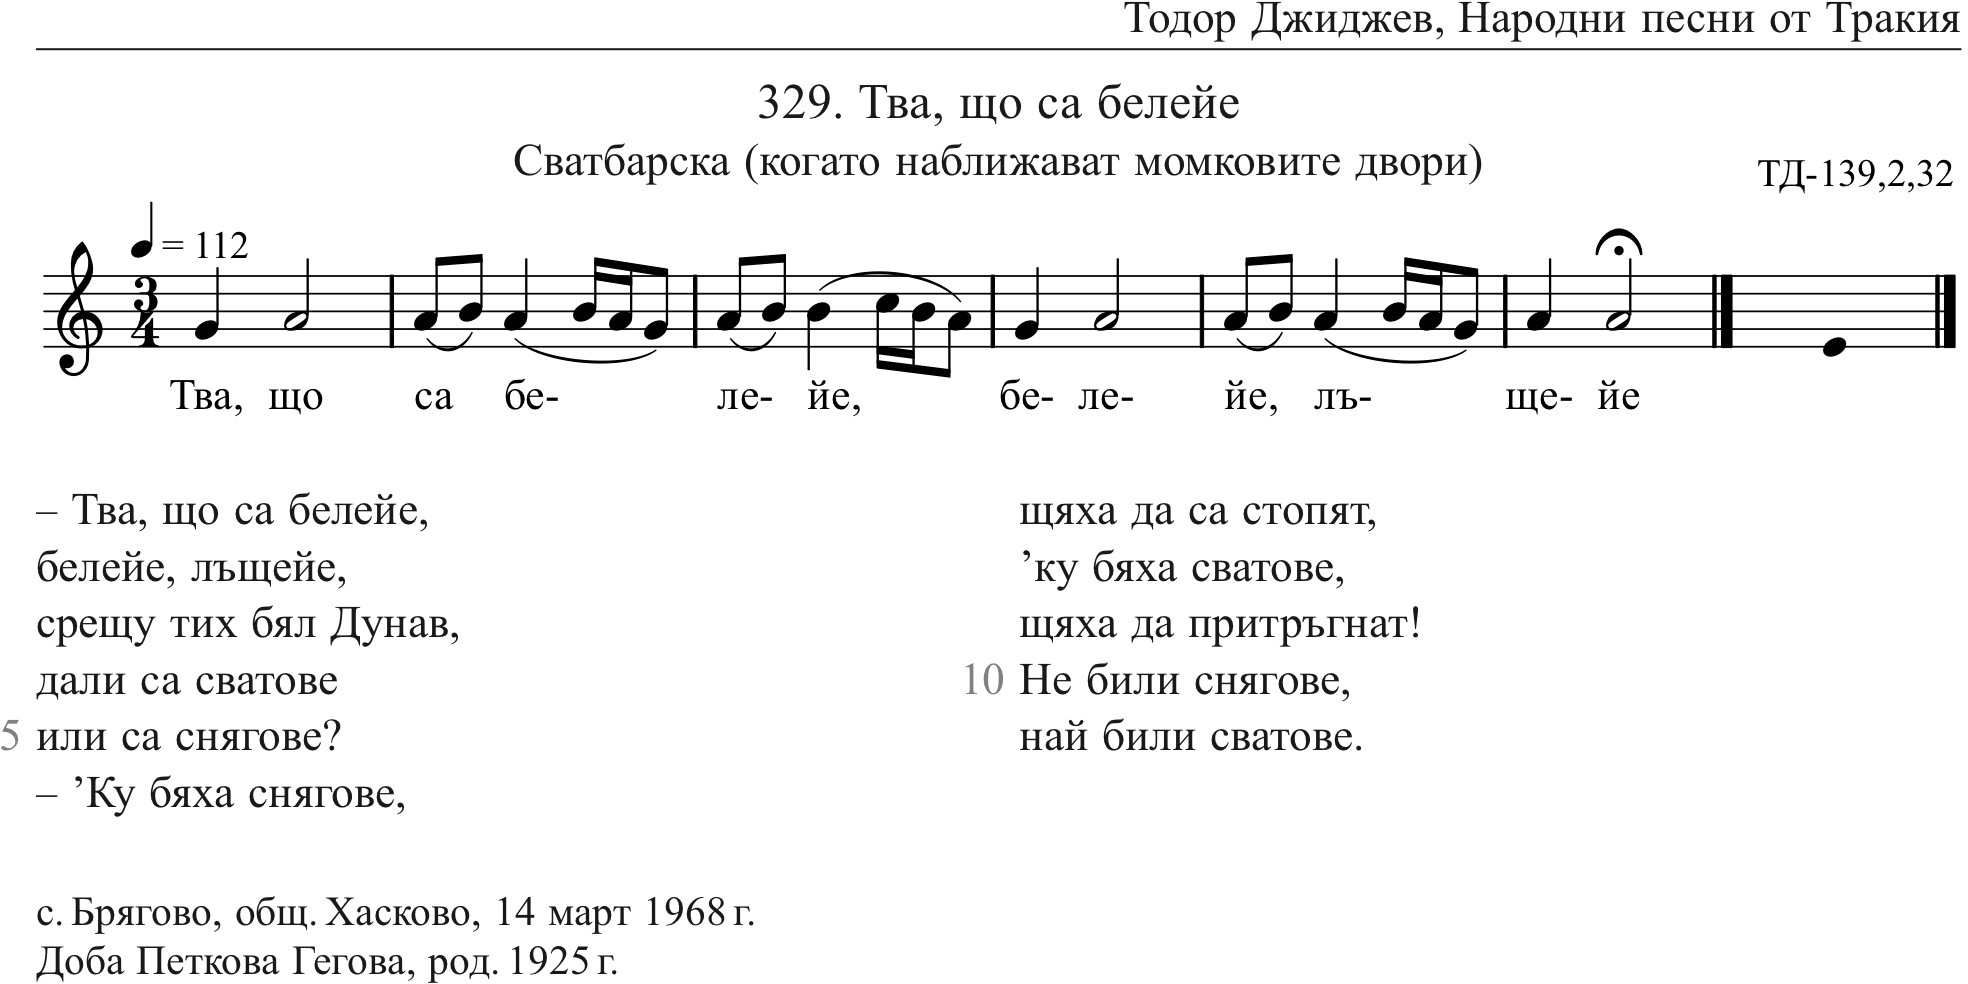 Тодор Джиджев, Народни песни от Тракия
329. Тва, що са белейе
Сватбарска (когато наближават момковите двори)
ТД-139,2,32
= 112
3
4
Тва, що са бе- ле- йе, бе- ле- йе, лъ- ще- йе
– Тва, що са белейе,
белейе, лъщейе,
срещу тих бял Дунав,
дали са сватове
5 или са снягове?
– ’Ку бяха снягове,
щяха да са стопят,
’ку бяха сватове,
щяха да притръгнат!
10 Не били снягове,
най били сватове.
с. Брягово, общ. Хасково, 14 март 1968 г.
Доба Петкова Гегова, род. 1925 г.